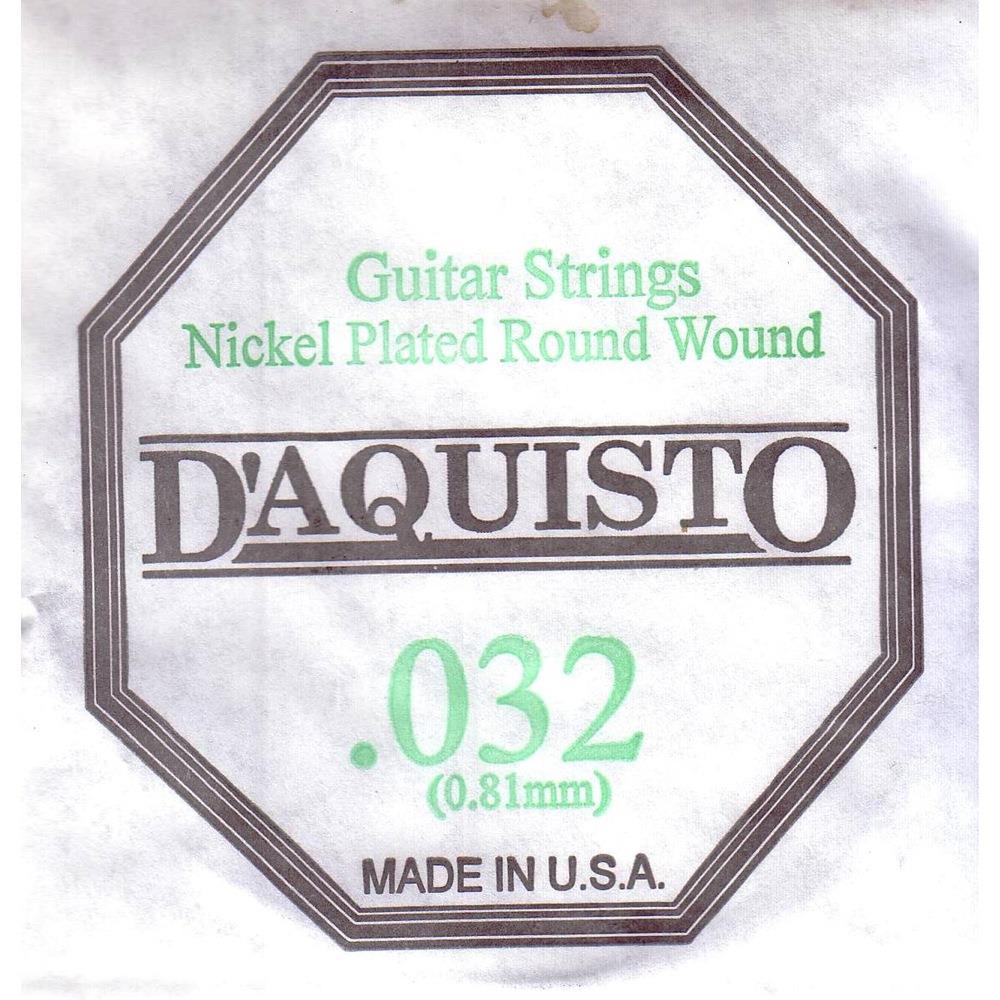 Guitar Strings
Nickel Plated Round Wound
D'AQUISTO
.032
(0.81mm)
MADE IN U.S.A.